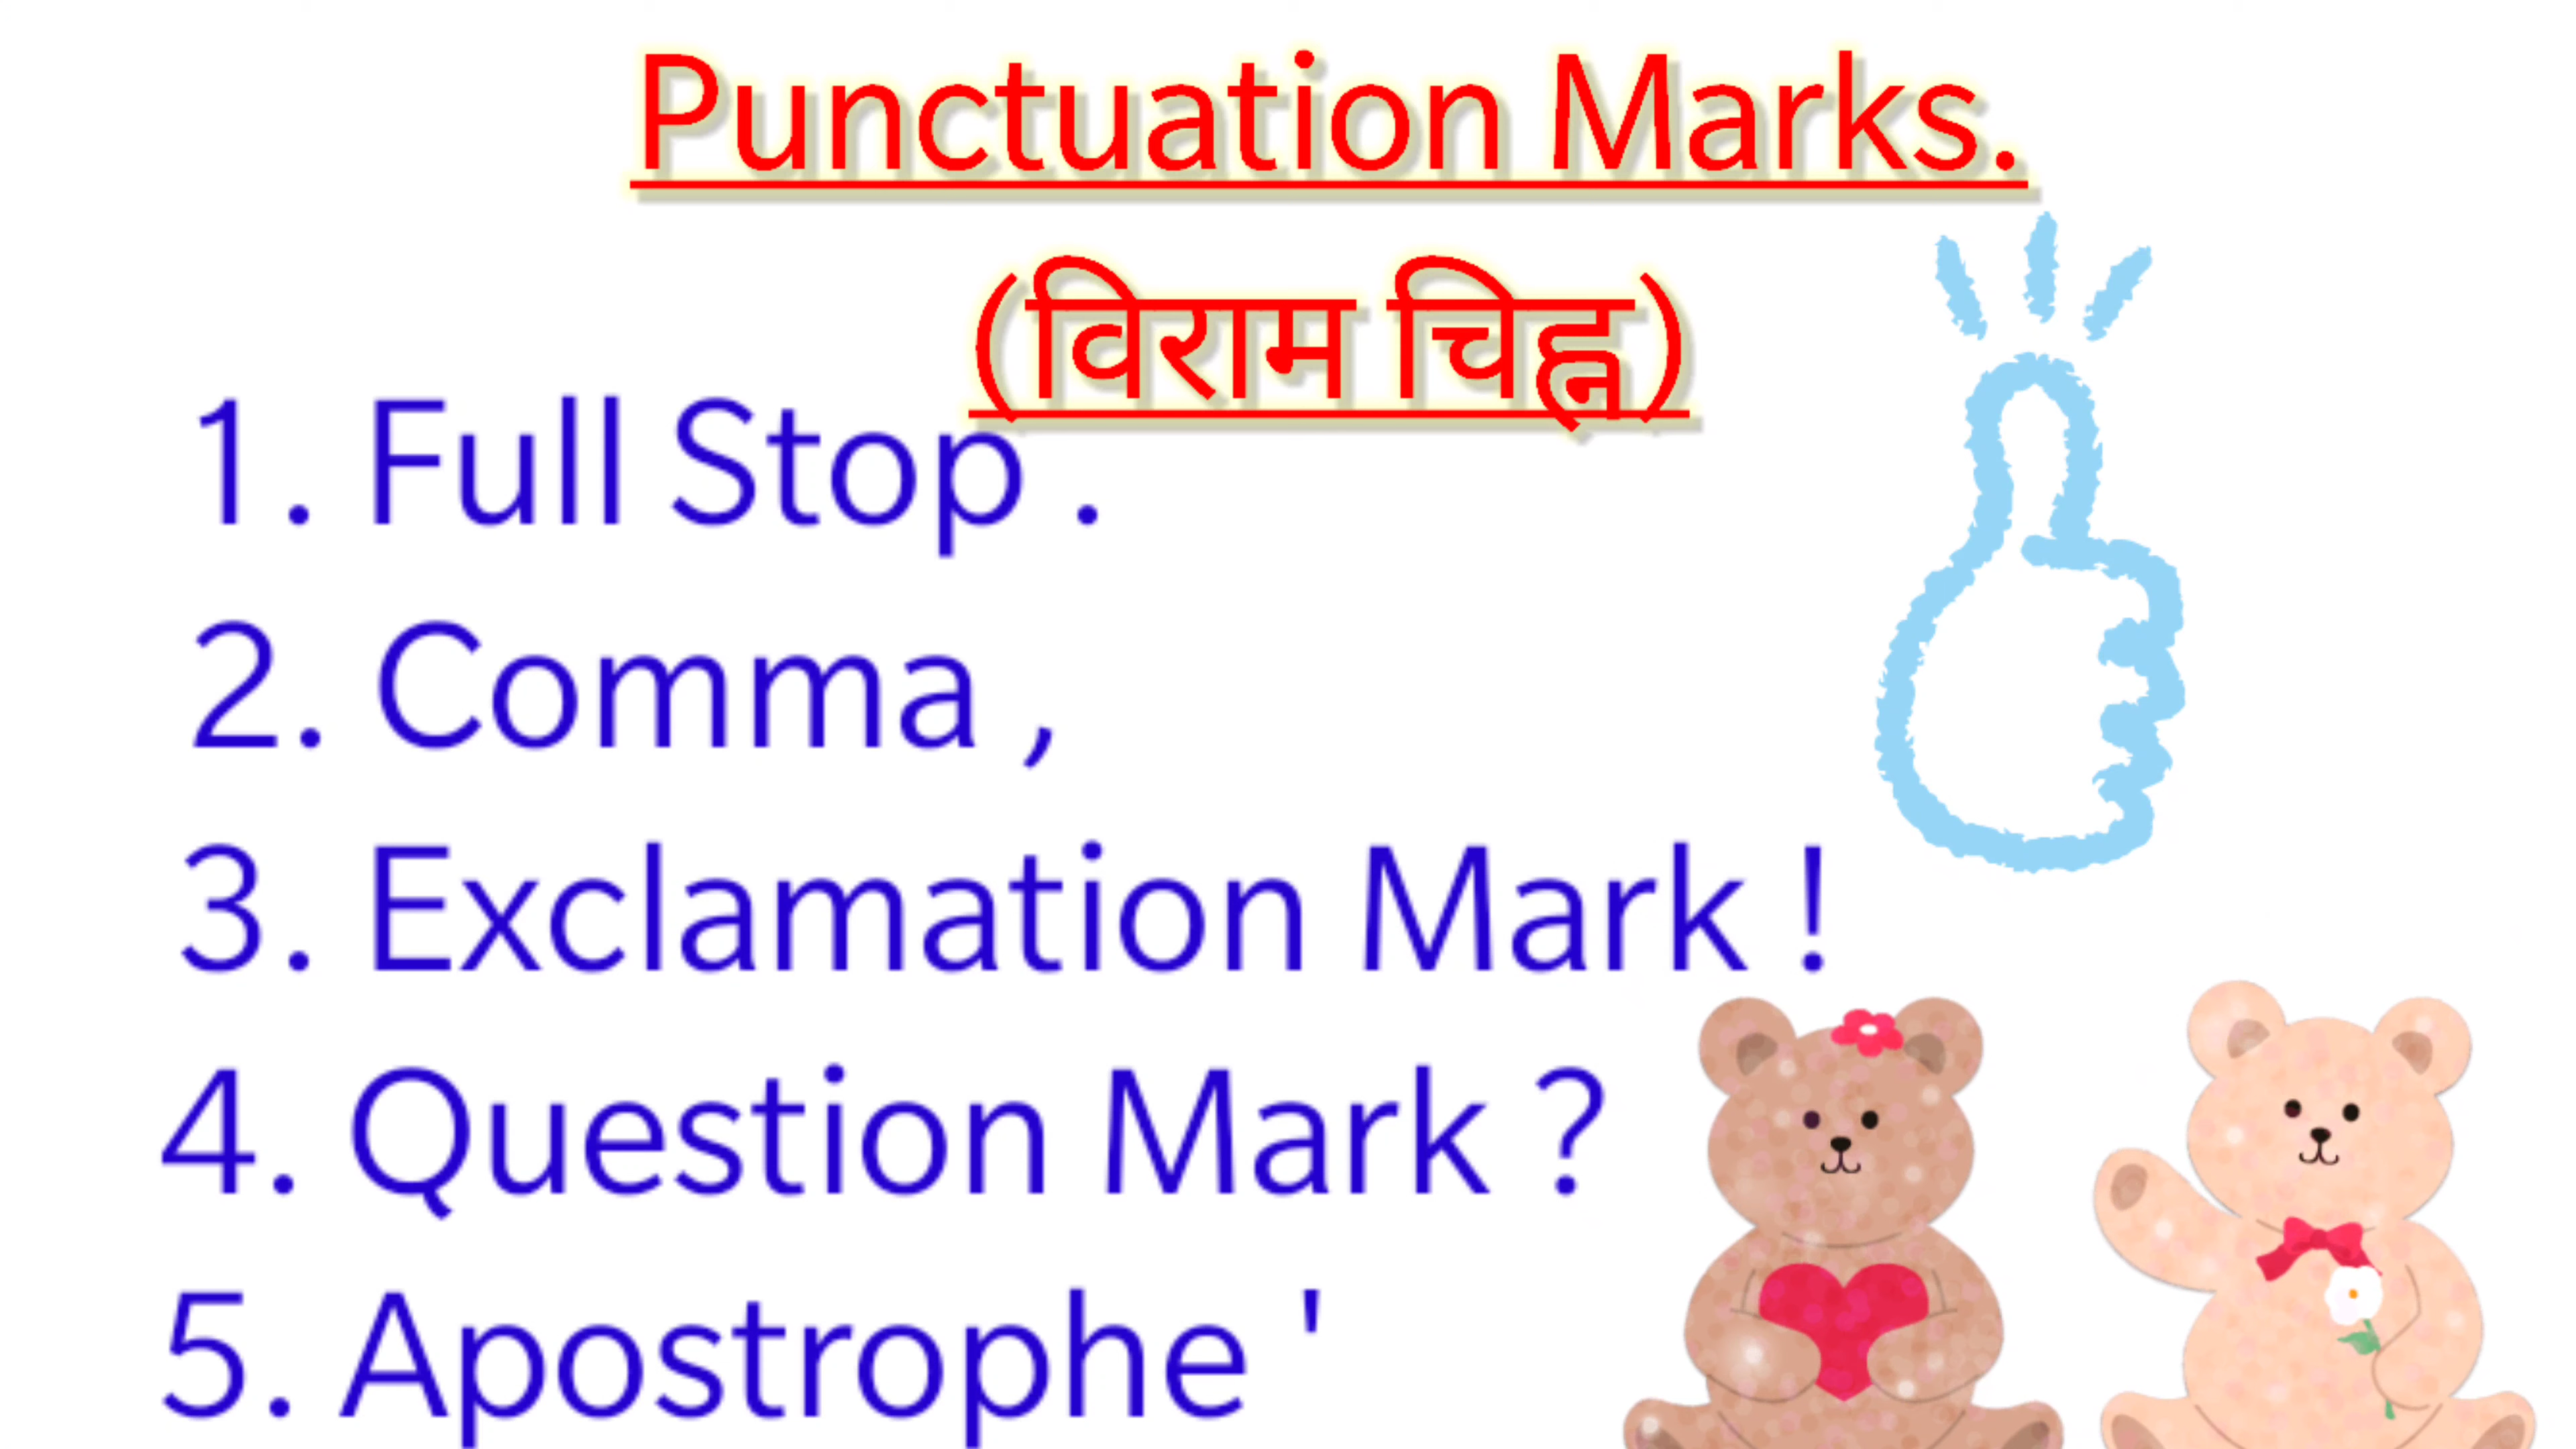 Punctuation Marks.
(विराम चिह्न)
1. Full Stop .
2. Comma ,
3. Exclamation Mark !
4. Question Mark ?
5. Apostrophe '